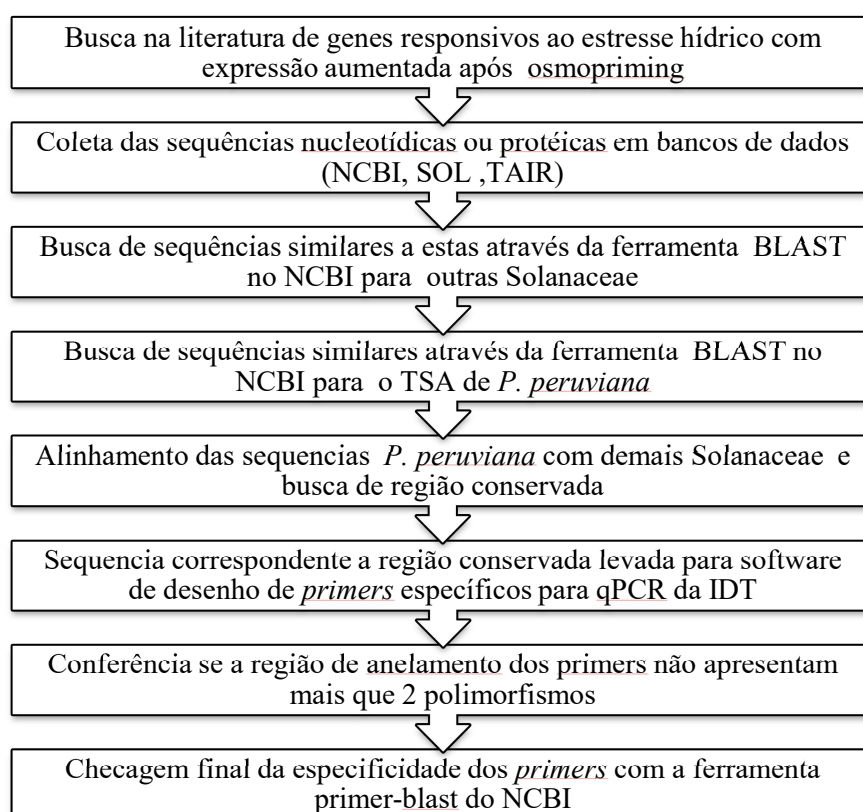 Busca na literatura de genes responsivos ao estresse hídrico com
expressão aumentada após osmopriming
Coleta das sequências nucleotídicas ou protéicas em bancos de dados
(NCBI, SOL ,TAIR)
Busca de sequências similares a estas através da ferramenta BLAST
no NCBI para outras Solanaceae
Busca de sequências similares através da ferramenta BLAST no
NCBI para o TSA de P. peruviana
Alinhamento das sequencias P. peruviana com demais Solanaceae e
busca de região conservada
Sequencia correspondente a região conservada levada para software
de desenho de primers específicos para qPCR da IDT
Conferência se a região de anelamento dos primers não apresentam
mais que 2 polimorfismos
Checagem final da especificidade dos primers com a ferramenta
primer-blast do NCBI